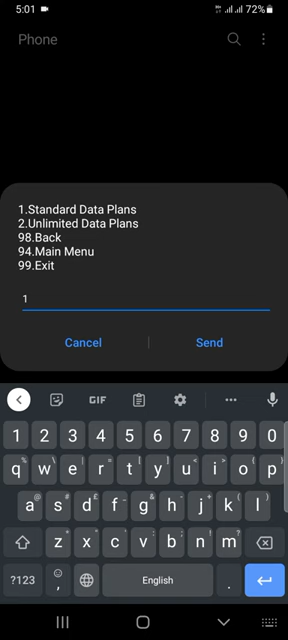 5:01
72%
Phone
1.Standard Data Plans
2.Unlimited Data Plans
98.Back
94.Main Menu
99.Exit
1
Cancel
Send
GIF
1 2 3 4 5 6 7 8 9 0
q w e r t y u i o p
a s d f g h j k l
z x c v b n m
?123 , English .